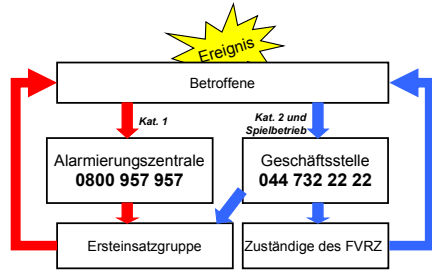 Ereignis
Betroffene
Kat. 1
Kat. 2 und
Spielbetrieb
Alarmierungszentrale
0800 957 957
Geschäftsstelle
044 732 22 22
Ersteinsatzgruppe
Zuständige des FVRZ